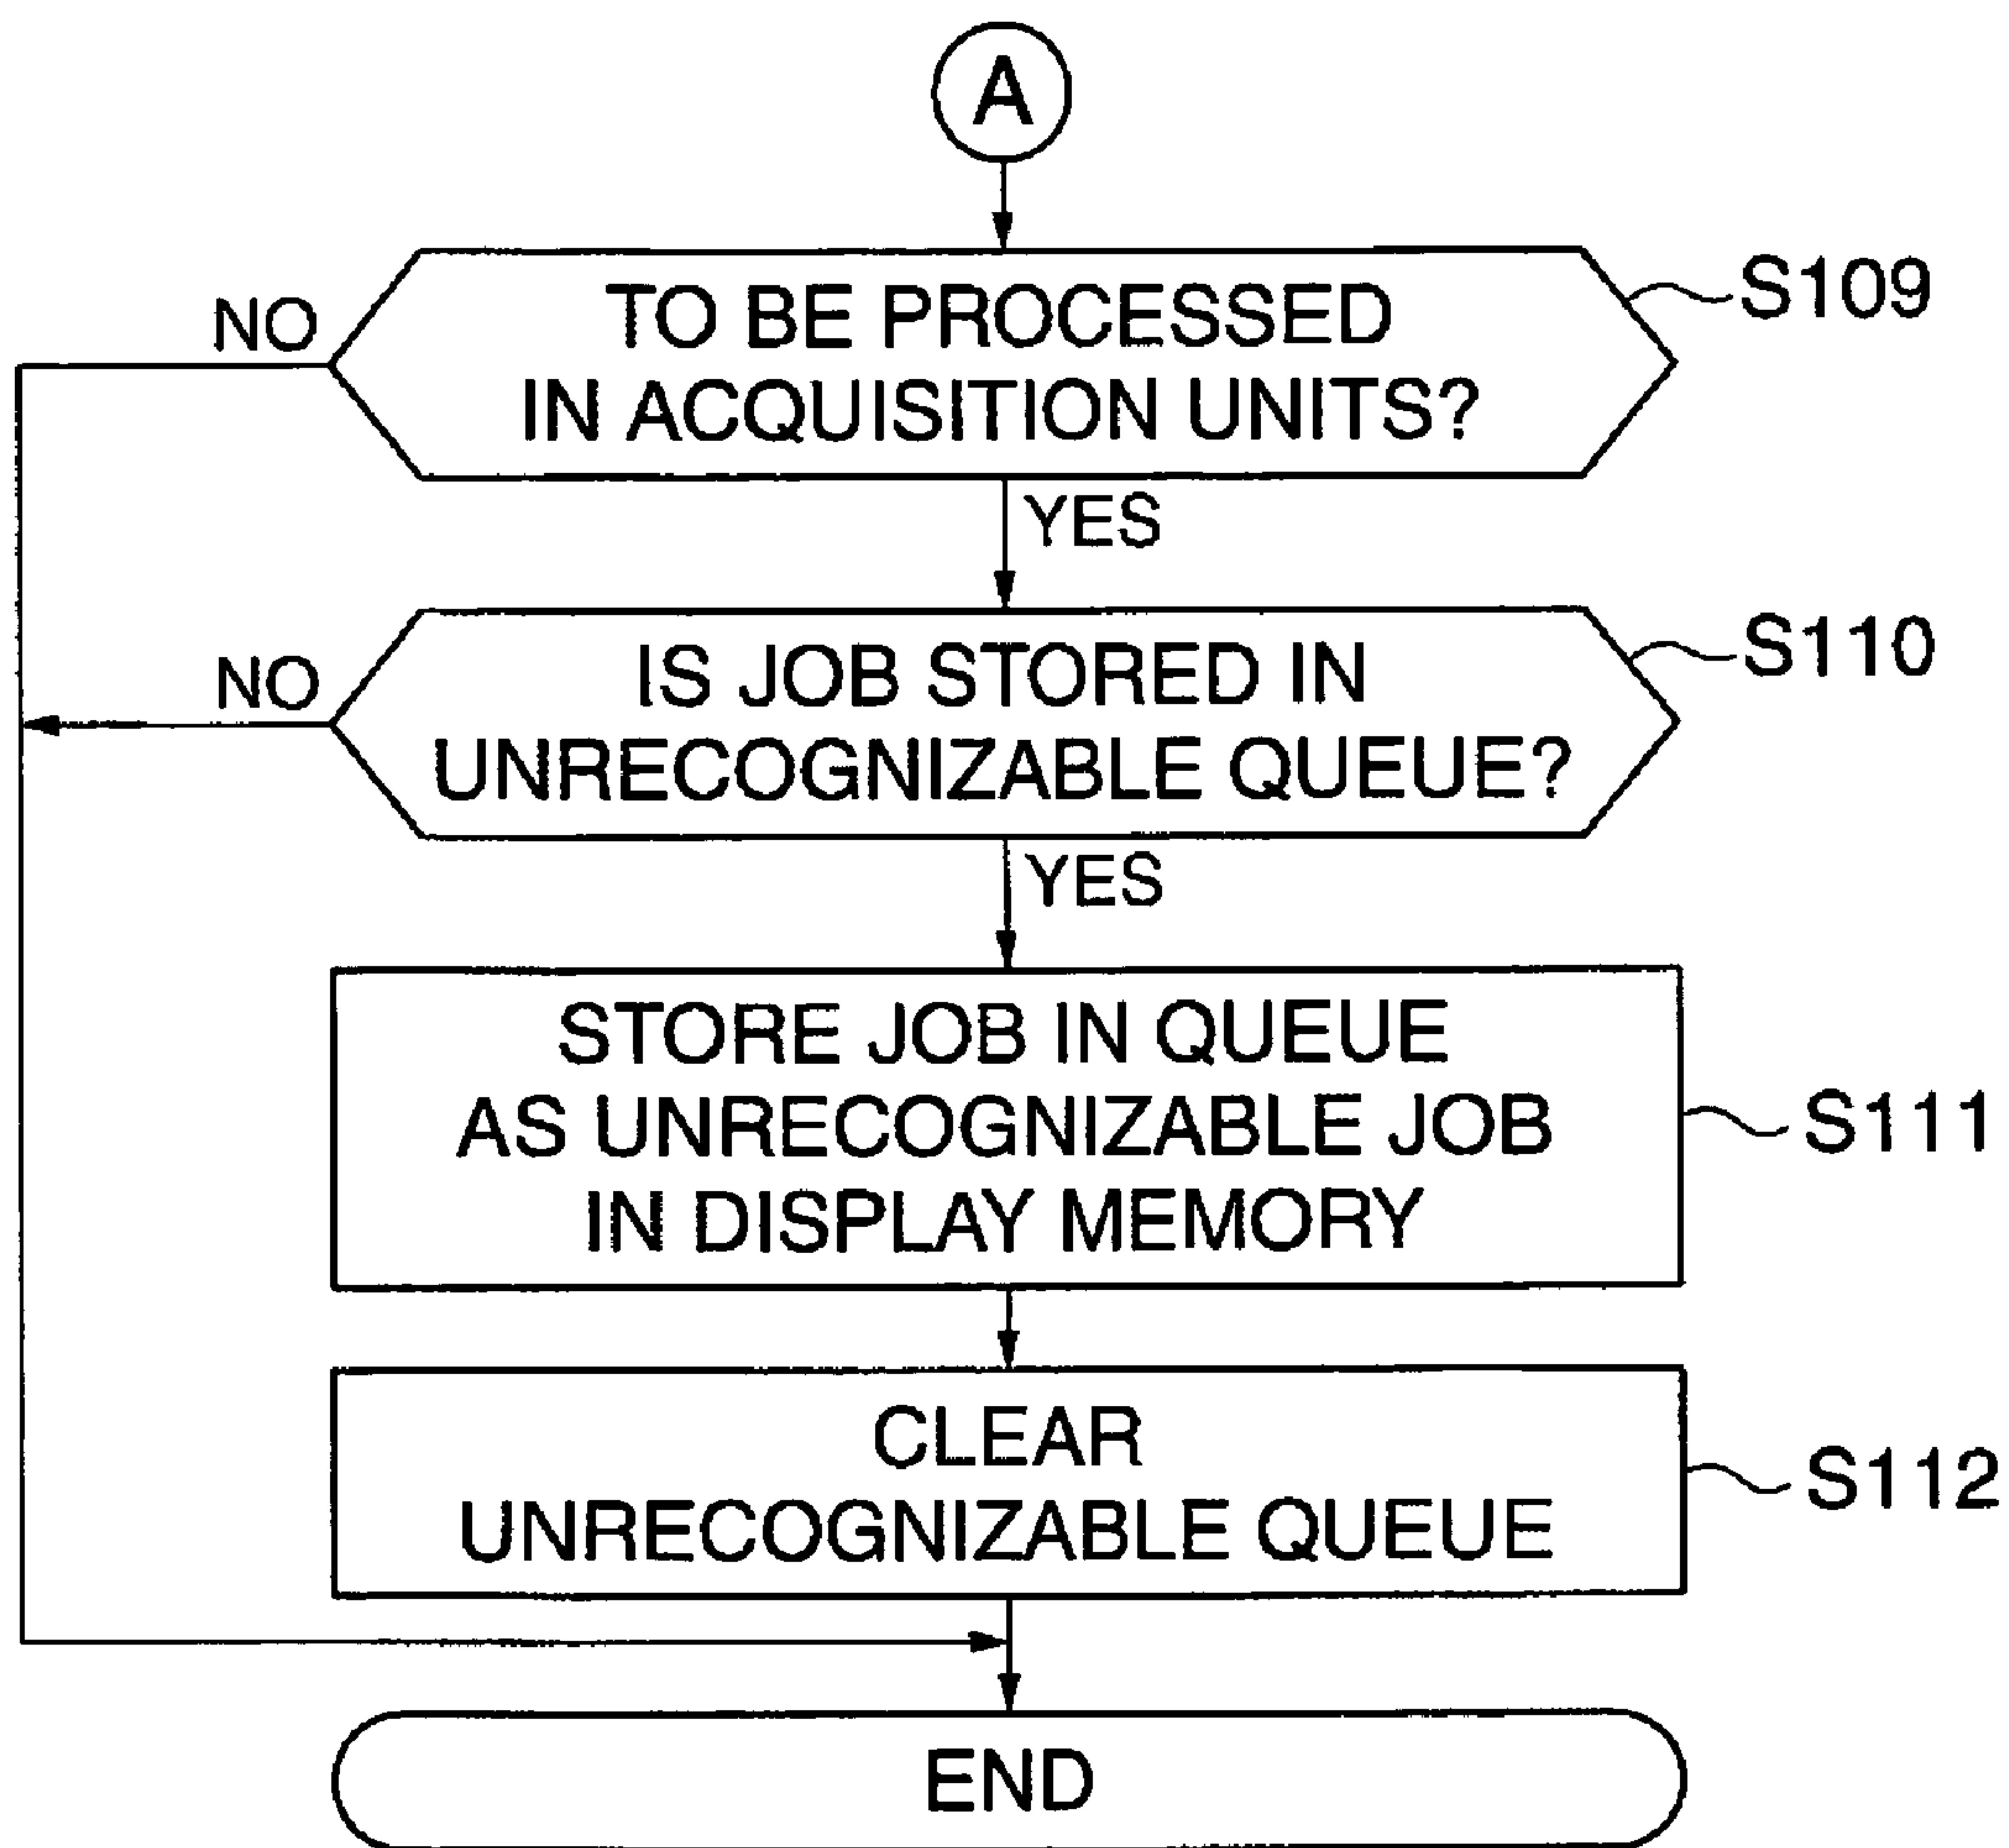 A
TO BE PROCESSED
IN ACQUISITION UNITS?
S109
NO
YES
IS JOB STORED IN
UNRECOGNIZABLE QUEUE?
S110
NO
YES
STORE JOB IN QUEUE
AS UNRECOGNIZABLE JOB
IN DISPLAY MEMORY
S111
CLEAR
UNRECOGNIZABLE QUEUE
S112
END